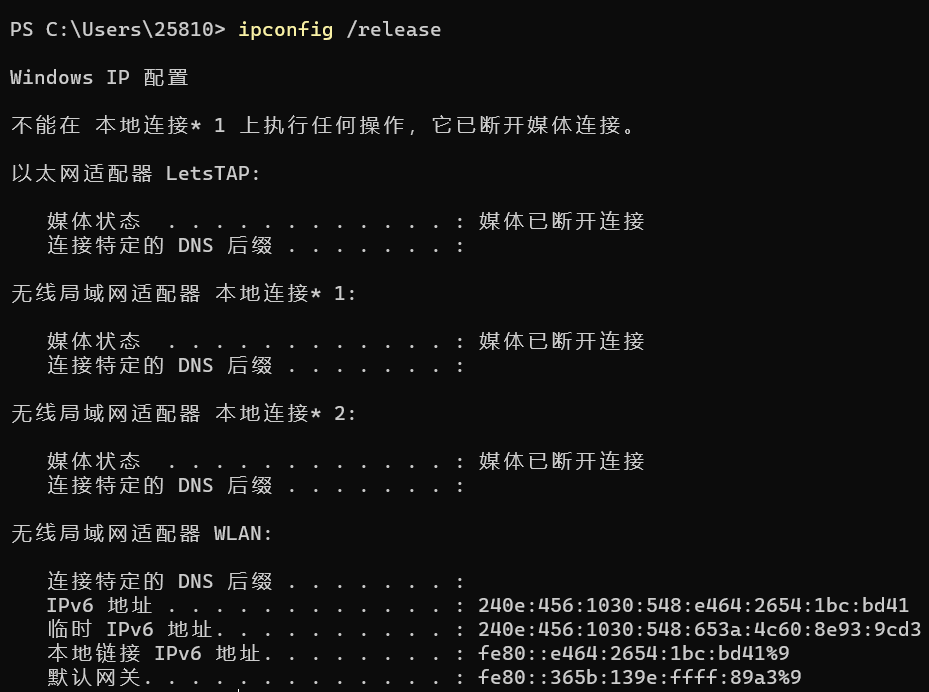 PS C:\Users\25810> ipconfig /release
Windows IP 配置
不能在 本地连接* 1 上执行任何操作，它已断开媒体连接。
以太网适配器 LetsTAP:
媒体状态  . . . . . . . . . . . . : 媒体已断开连接
连接特定的 DNS 后缀 . . . . . . . :
无线局域网适配器 本地连接* 1:
媒体状态  . . . . . . . . . . . . : 媒体已断开连接
连接特定的 DNS 后缀 . . . . . . . :
无线局域网适配器 本地连接* 2:
媒体状态  . . . . . . . . . . . . : 媒体已断开连接
连接特定的 DNS 后缀 . . . . . . . :
无线局域网适配器 WLAN:
连接特定的 DNS 后缀 . . . . . . . :
IPv6 地址 . . . . . . . . . . . . : 240e:456:1030:548:e464:2654:1bc:bd41
临时 IPv6 地址. . . . . . . . . . : 240e:456:1030:548:653a:4c60:8e93:9cd3
本地链接 IPv6 地址. . . . . . . . : fe80::e464:2654:1bc:bd41%9
默认网关. . . . . . . . . . . . . : fe80::365b:139e:ffff:89a3%9